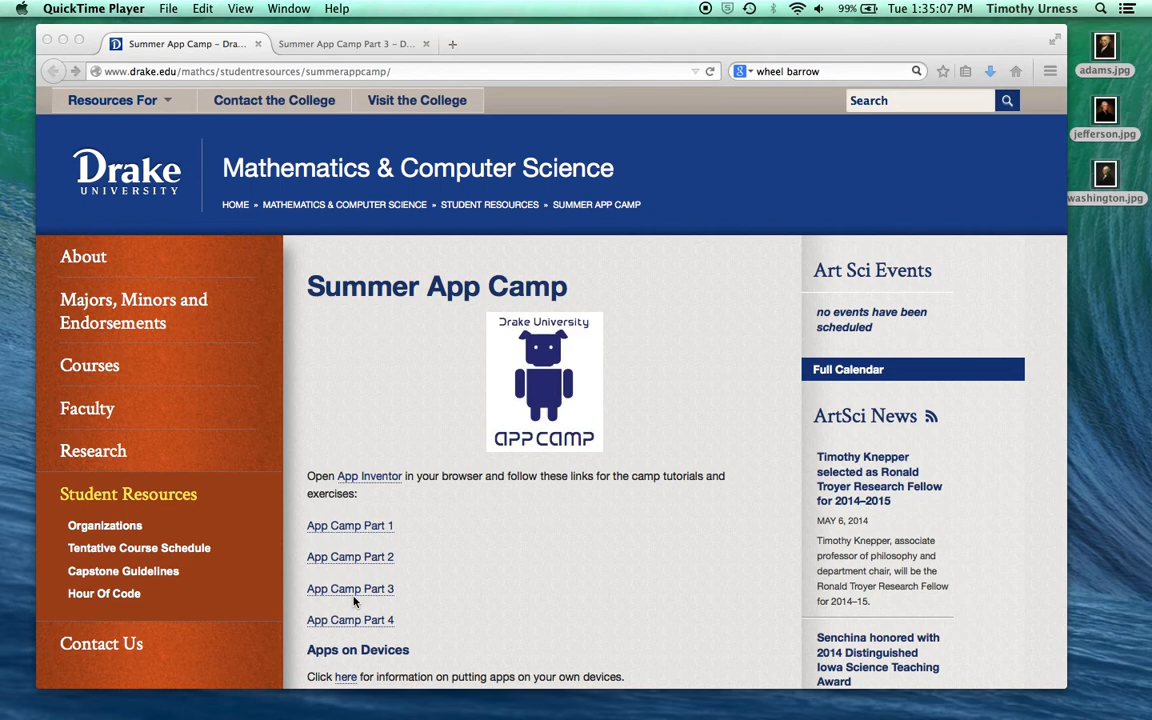 QuickTime Player File Edit View Window Help 99% Tue 1:35:07 PM Timothy Urness
Summer App Camp – Dra... Summer App Camp Part 3 – D...
www.drake.edu/mathcs/studentresources/summerappcamp/ wheel barrow
Resources For Contact the College Visit the College Search
Drake
UNIVERSITY
Mathematics & Computer Science
HOME » MATHEMATICS & COMPUTER SCIENCE » STUDENT RESOURCES » SUMMER APP CAMP
About
Majors, Minors and
Endorsements
Courses
Faculty
Research
Student Resources
Organizations
Tentative Course Schedule
Capstone Guidelines
Hour Of Code
Contact Us
Summer App Camp
Drake University
APP CAMP
Open App Inventor in your browser and follow these links for the camp tutorials and
exercises:
App Camp Part 1
App Camp Part 2
App Camp Part 3
App Camp Part 4
Apps on Devices
Click here for information on putting apps on your own devices.
Art Sci Events
no events have been
scheduled
Full Calendar
ArtSci News
Timothy Knepper
selected as Ronald
Troyer Research Fellow
for 2014–2015
MAY 6, 2014
Timothy Knepper, associate
professor of philosophy and
department chair, will be the
Ronald Troyer Research Fellow
for 2014–15.
Senchina honored with
2014 Distinguished
Iowa Science Teaching
Award
adams.jpg
jefferson.jpg
washington.jpg